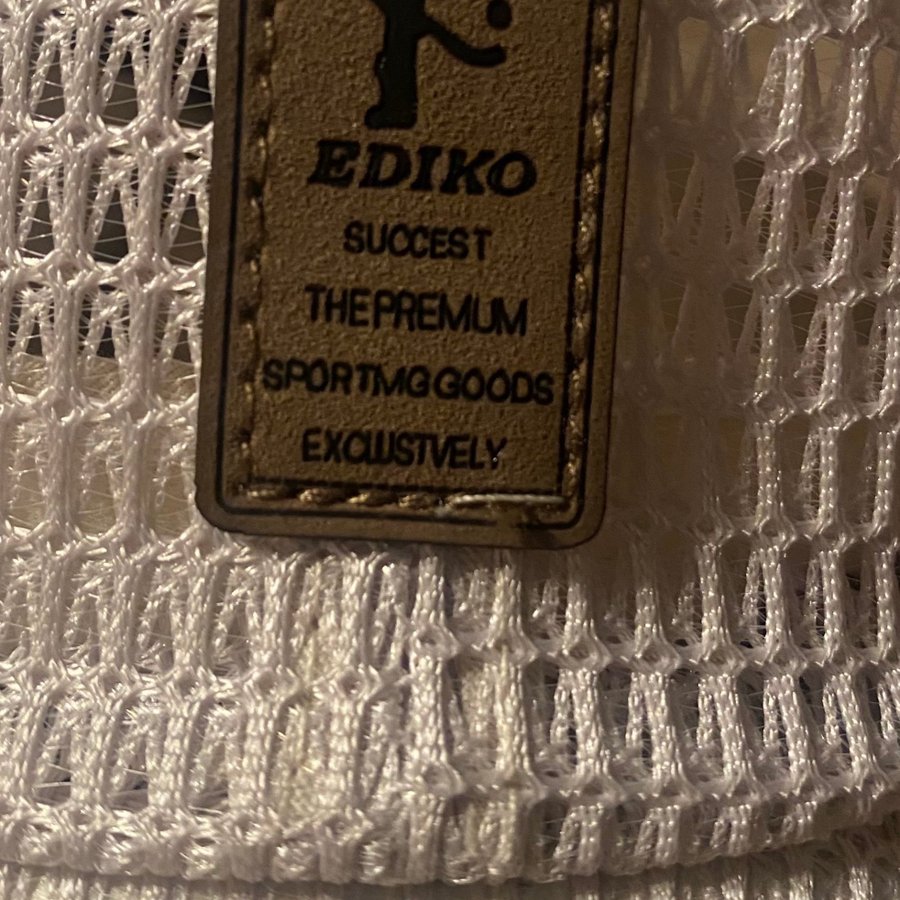 EDIKO
SUCCEST
THE PREMUM
SPORTMG GOODS
EXCWSTVELY